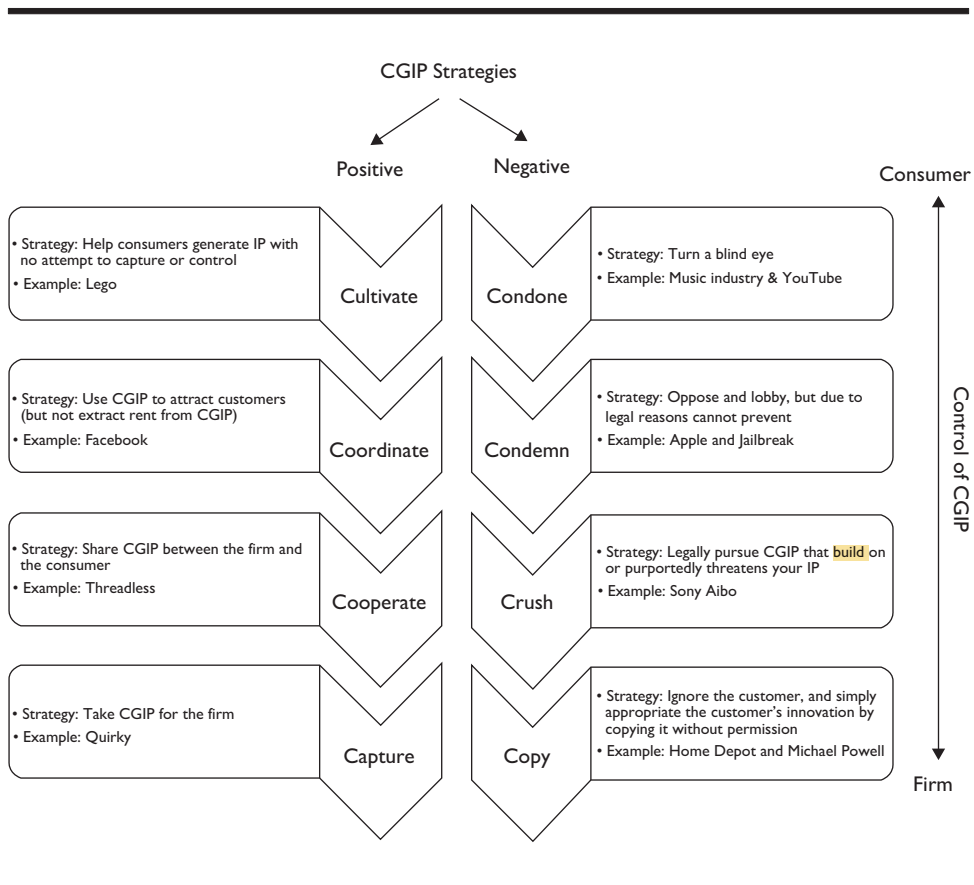 CGIP Strategies
Positive
Negative
Consumer
• Strategy: Help consumers generate IP with
no attempt to capture or control
• Example: Lego
Cultivate
Condone
• Strategy: Turn a blind eye
• Example: Music industry & YouTube
• Strategy: Use CGIP to attract customers
(but not extract rent from CGIP)
• Example: Facebook
Coordinate
Condemn
• Strategy: Oppose and lobby, but due to
legal reasons cannot prevent
• Example: Apple and Jailbreak
Control of CGIP
• Strategy: Share CGIP between the firm and
the consumer
• Example: Threadless
Cooperate
Crush
• Strategy: Legally pursue CGIP that build on
or purportedly threatens your IP
• Example: Sony Aibo
• Strategy: Take CGIP for the firm
• Example: Quirky
Capture
Copy
• Strategy: Ignore the customer, and simply
appropriate the customer's innovation by
copying it without permission
• Example: Home Depot and Michael Powell
Firm